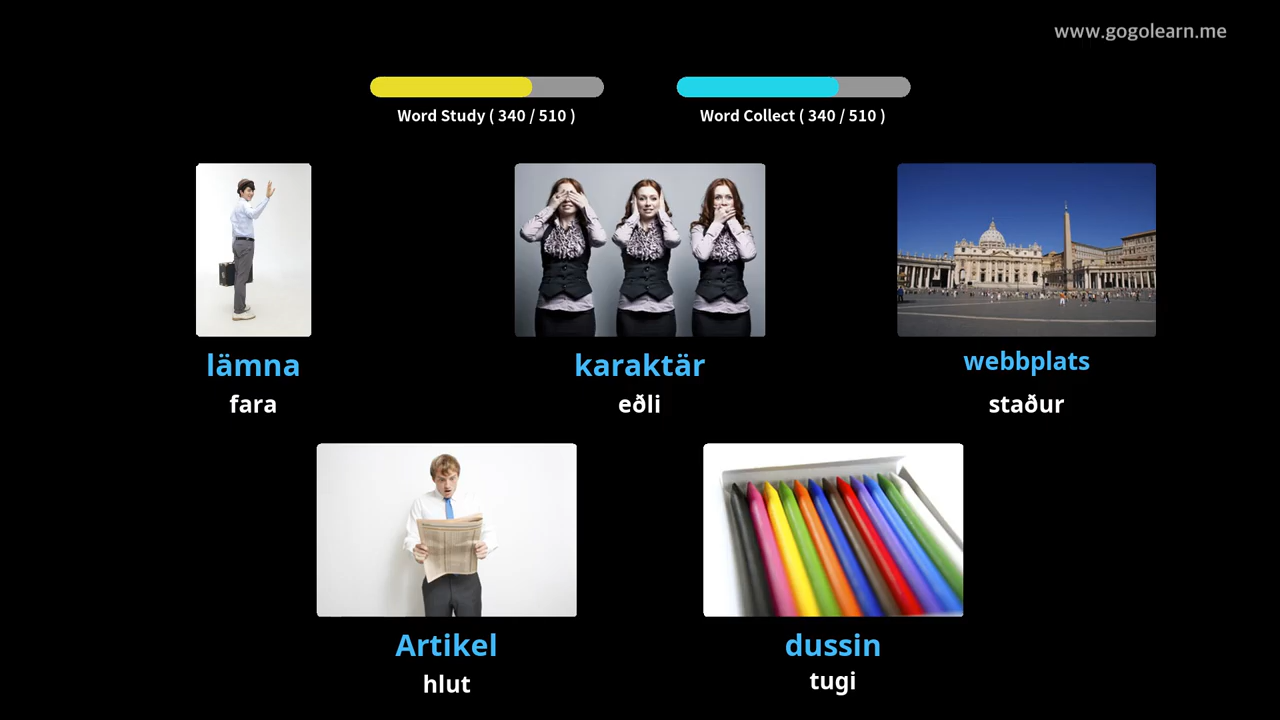 www.gogolearn.me
Word Study ( 340 / 510 )
Word Collect ( 340 / 510 )
lämna
fara
karaktär
eðli
webbplats
staður
Artikel
hlut
dussin
tugi